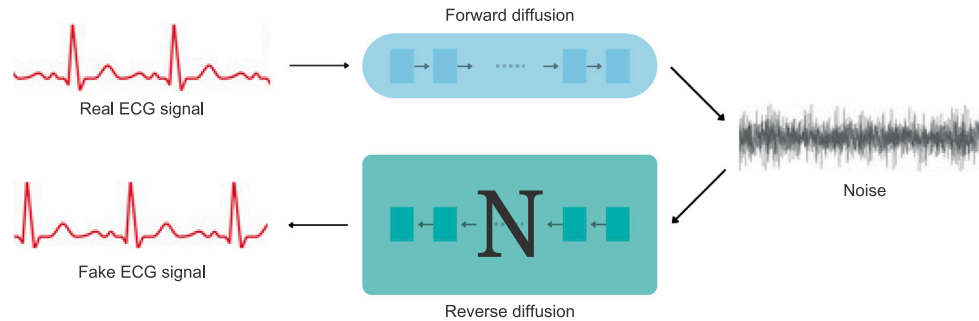 Forward diffusion
Real ECG signal
Noise
N
Fake ECG signal
Reverse diffusion